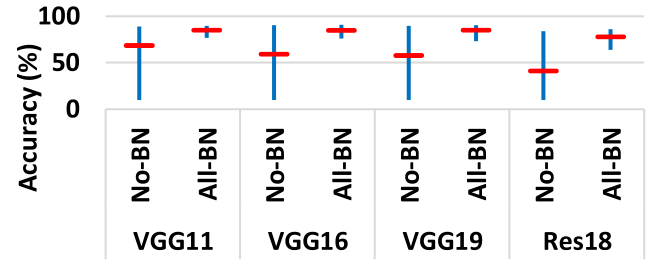 Accuracy (%)
100
50
0
No-BN All-BN No-BN All-BN No-BN All-BN No-BN All-BN
VGG11 VGG16 VGG19 Res18